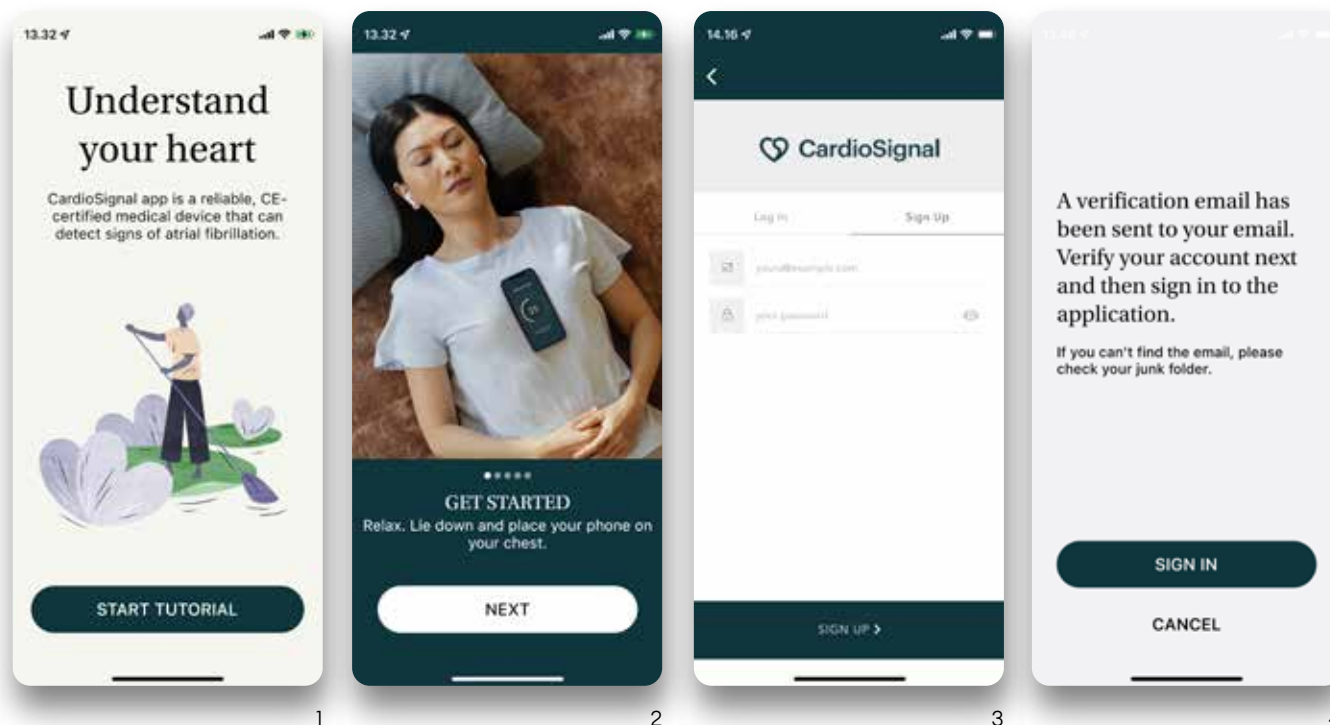 13.32
Understand
your heart
CardioSignal app is a reliable, CE-
certified medical device that can
detect signs of atrial fibrillation.
START TUTORIAL
1
13.32
GET STARTED
Relax. Lie down and place your phone on
your chest.
NEXT
2
14.16
CardioSignal
Log In
Sign Up
your password
SIGN UP
3
A verification email has
been sent to your email.
Verify your account next
and then sign in to the
application.
If you can't find the email, please
check your junk folder.
SIGN IN
CANCEL